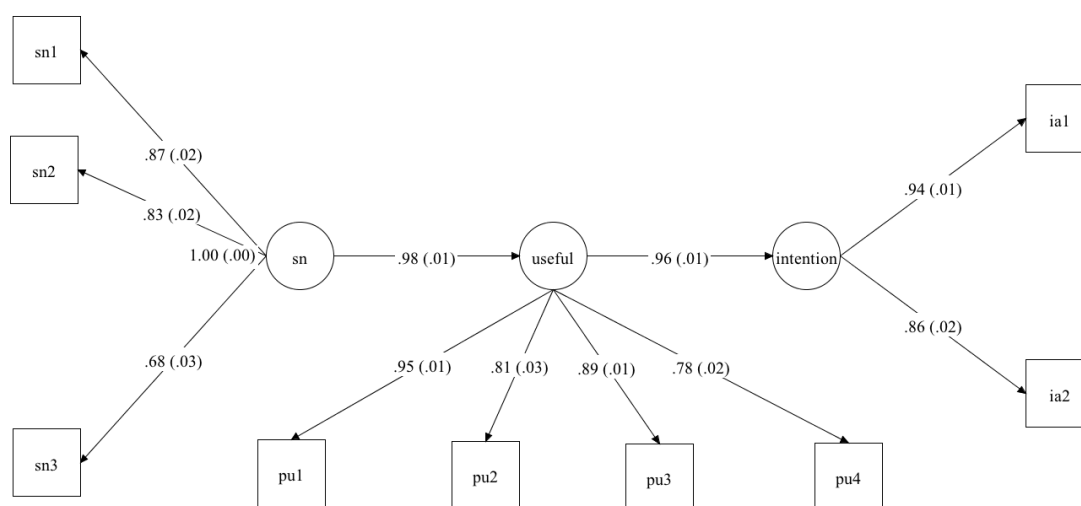 sn1
ia1
.87 (.02)
sn2
.94 (.01)
.83 (.02)
1.00 (.00)
sn
.98 (.01)
useful
.96 (.01)
intention
.86 (.02)
.68 (.03)
.95 (.01)
.81 (.03)
.89 (.01)
.78 (.02)
ia2
sn3
pu1
pu2
pu3
pu4